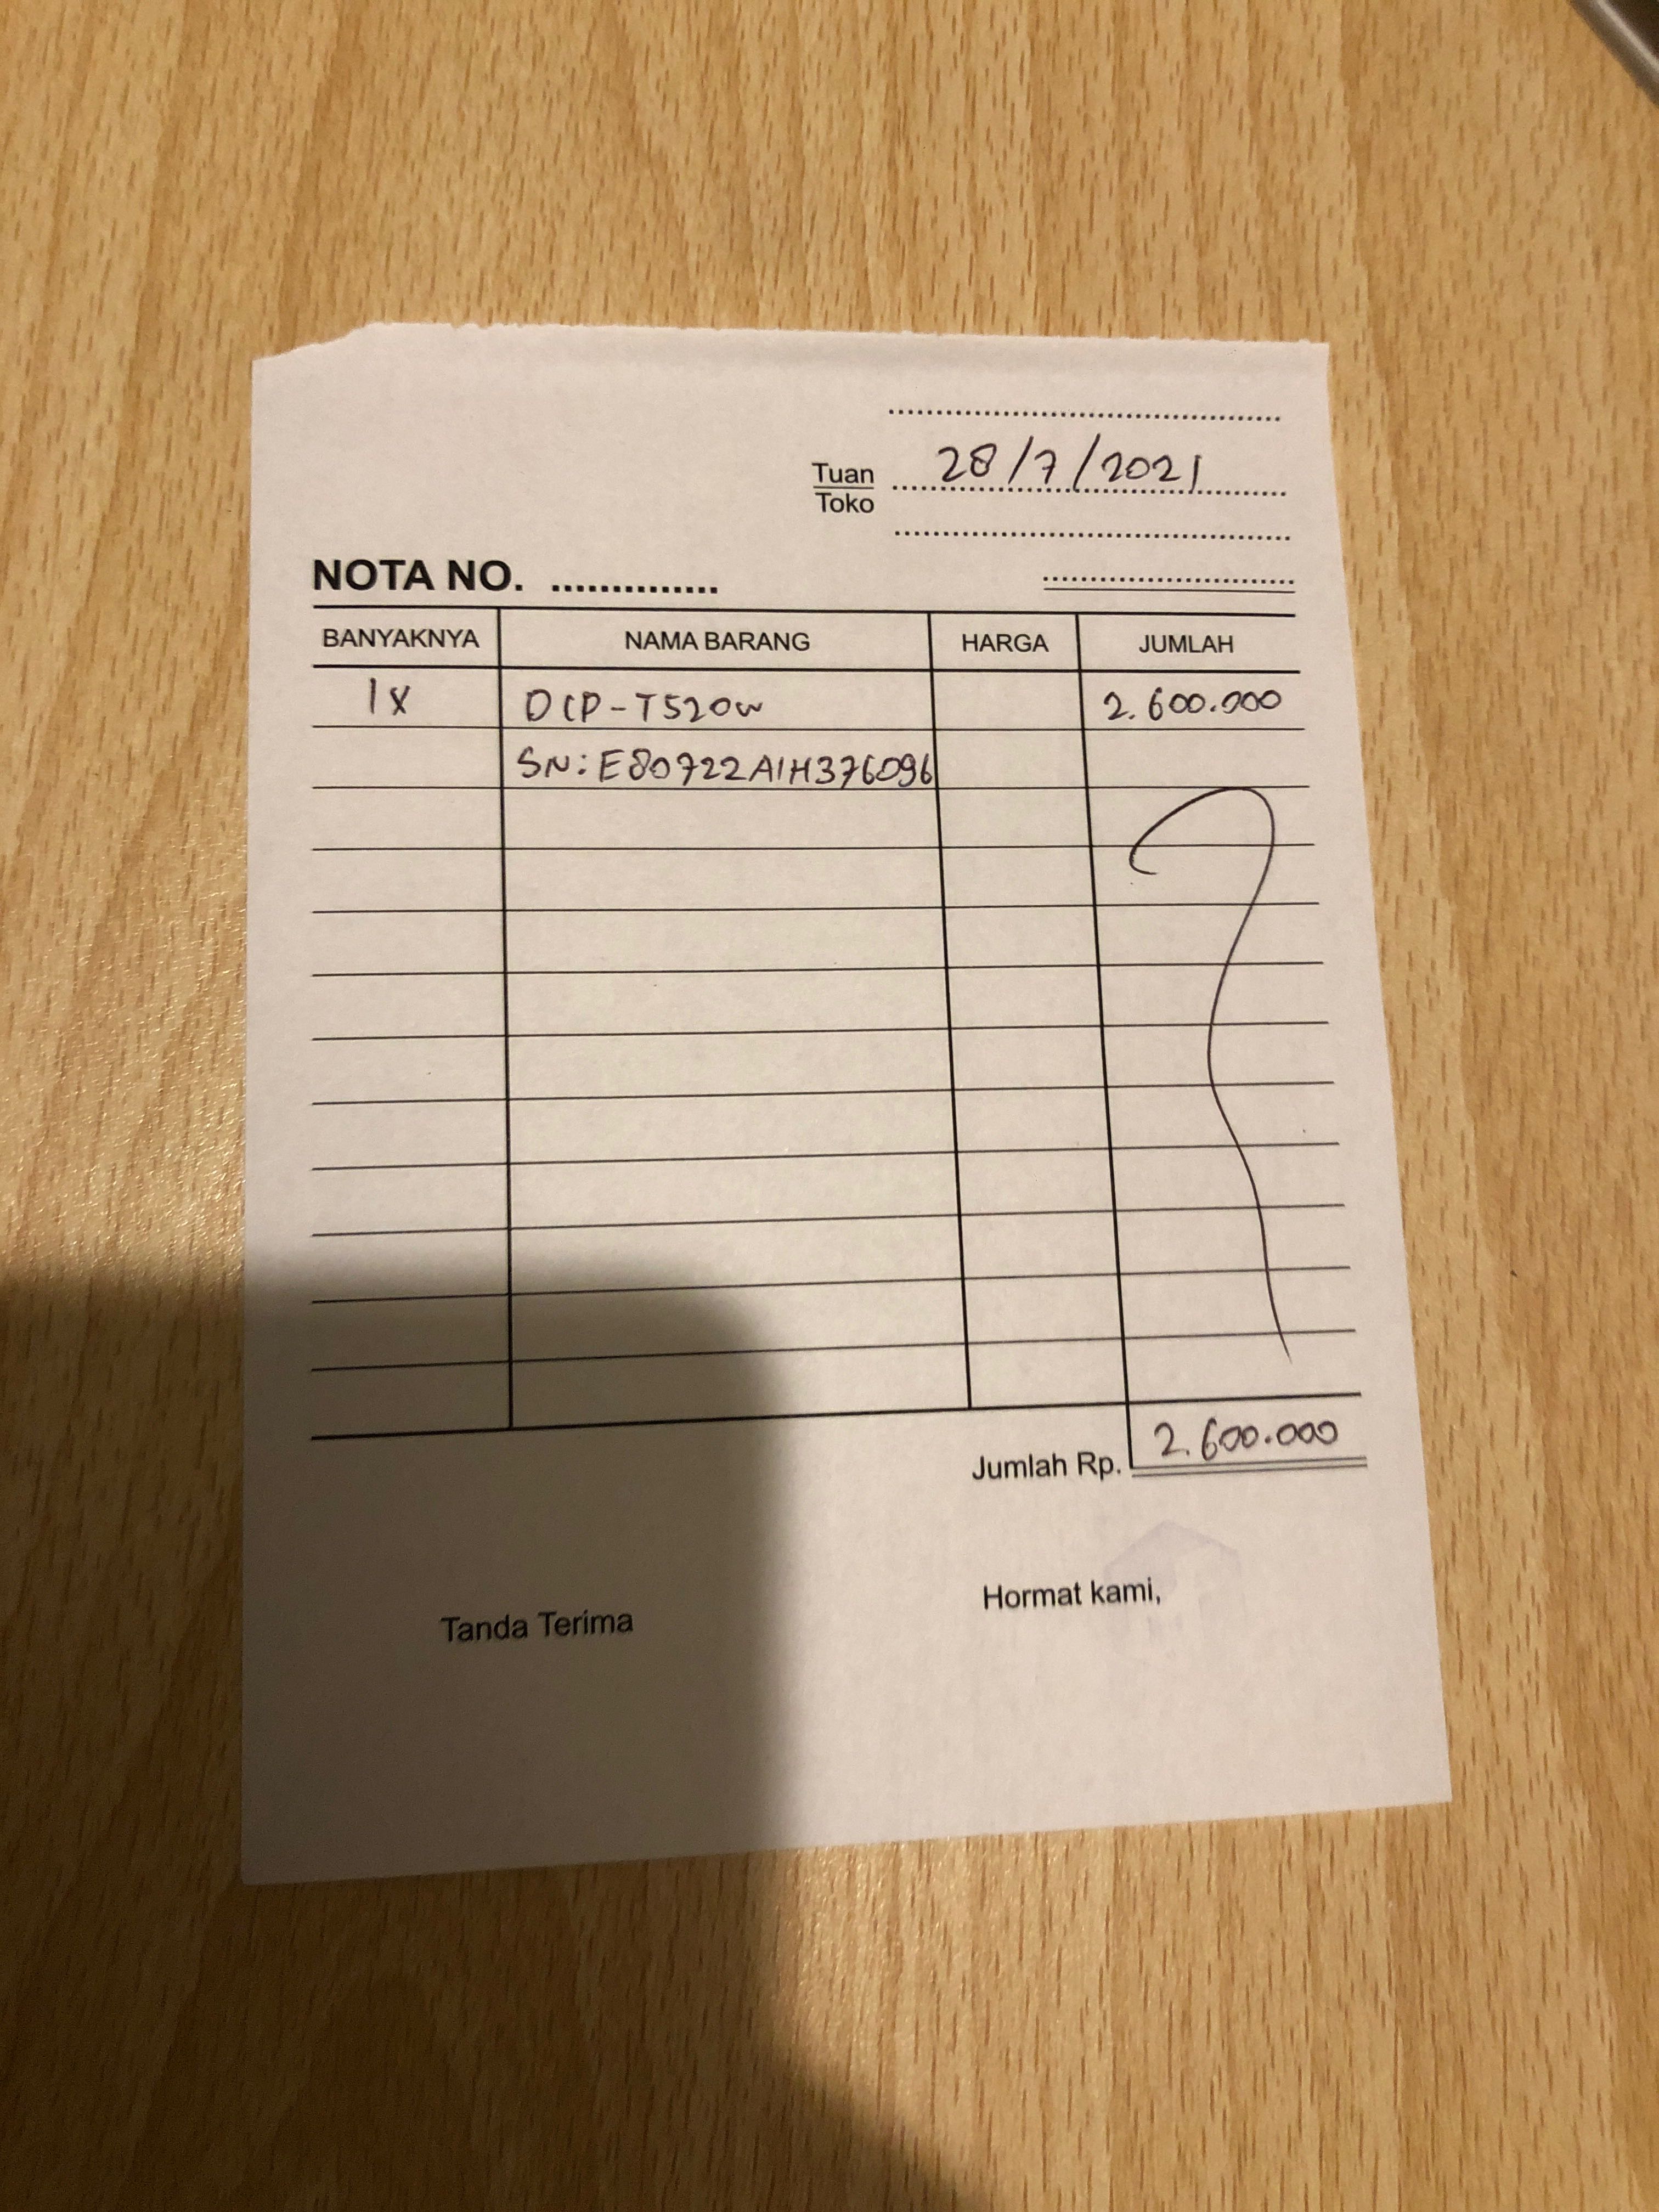 28/7/2021
Tuan
Toko
NOTA NO. ..............
BANYAKNYA NAMA BARANG HARGA JUMLAH
1x DCP-T520w 2.600.000
SN: E80722A1H376096
Jumlah Rp. 2.600.000
Tanda Terima Hormat kami,